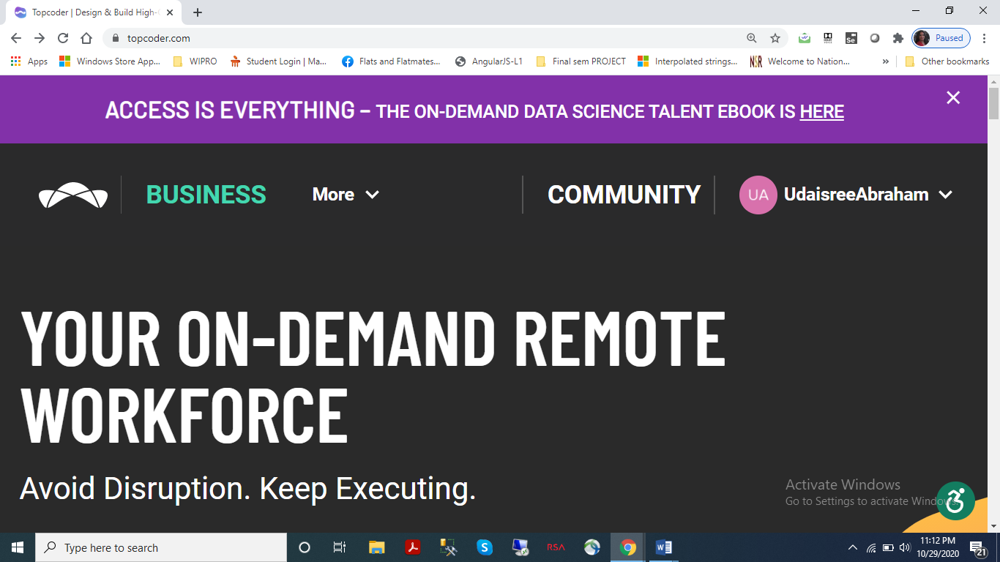 Topcoder | Design & Build High-
topcoder.com
Paused
Apps
Windows Store App...
WIPRO
Student Login | Ma...
Flats and Flatmates...
AngularJS-L1
Final sem PROJECT
Interpolated strings...
NSR
Welcome to Nation...
»
Other bookmarks
ACCESS IS EVERYTHING – THE ON-DEMAND DATA SCIENCE TALENT EBOOK IS HERE
BUSINESS
More
COMMUNITY
UA
UdaisreeAbraham
YOUR ON-DEMAND REMOTE
WORKFORCE
Avoid Disruption. Keep Executing.
Activate Windows
Go to Settings to activate Windows.
Type here to search
RSA
11:12 PM
10/29/2020
21